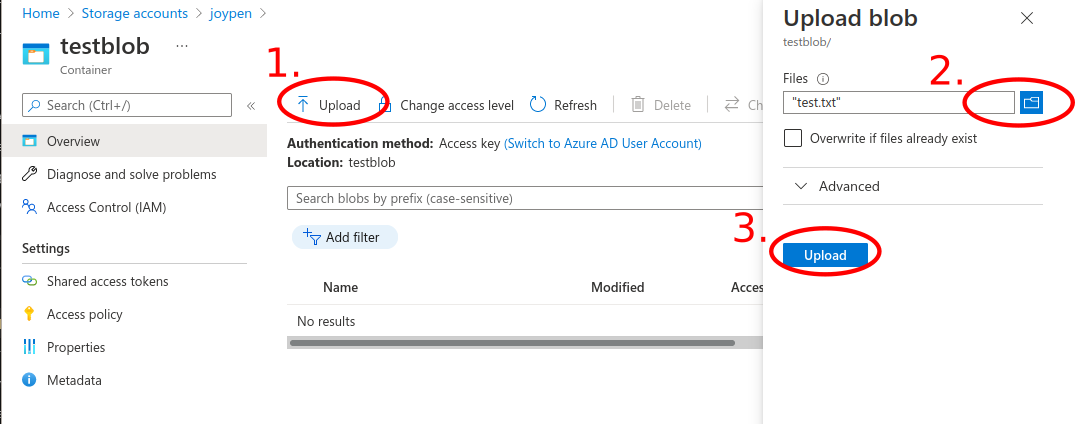 Home > Storage accounts > joypen >
testblob ...
Container
Search (Ctrl+/) «
Overview
Diagnose and solve problems
Access Control (IAM)
Settings
Shared access tokens
Access policy
Properties
Metadata
1.
Upload Change access level Refresh Delete Ch
Authentication method: Access key (Switch to Azure AD User Account)
Location: testblob
Search blobs by prefix (case-sensitive)
Add filter
Name Modified Acces
No results
Upload blob
testblob/
2.
Files
"test.txt"
Overwrite if files already exist
Advanced
3.
Upload